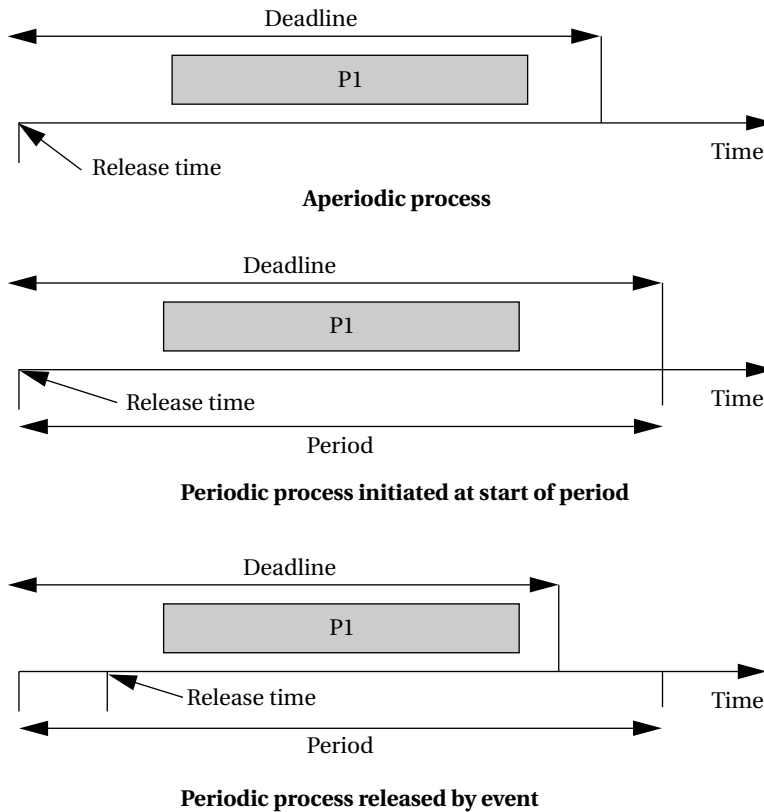 Deadline
P1
Time
Release time
Aperiodic process
Deadline
P1
Time
Release time
Period
Periodic process initiated at start of period
Deadline
P1
Release time
Time
Period
Periodic process released by event